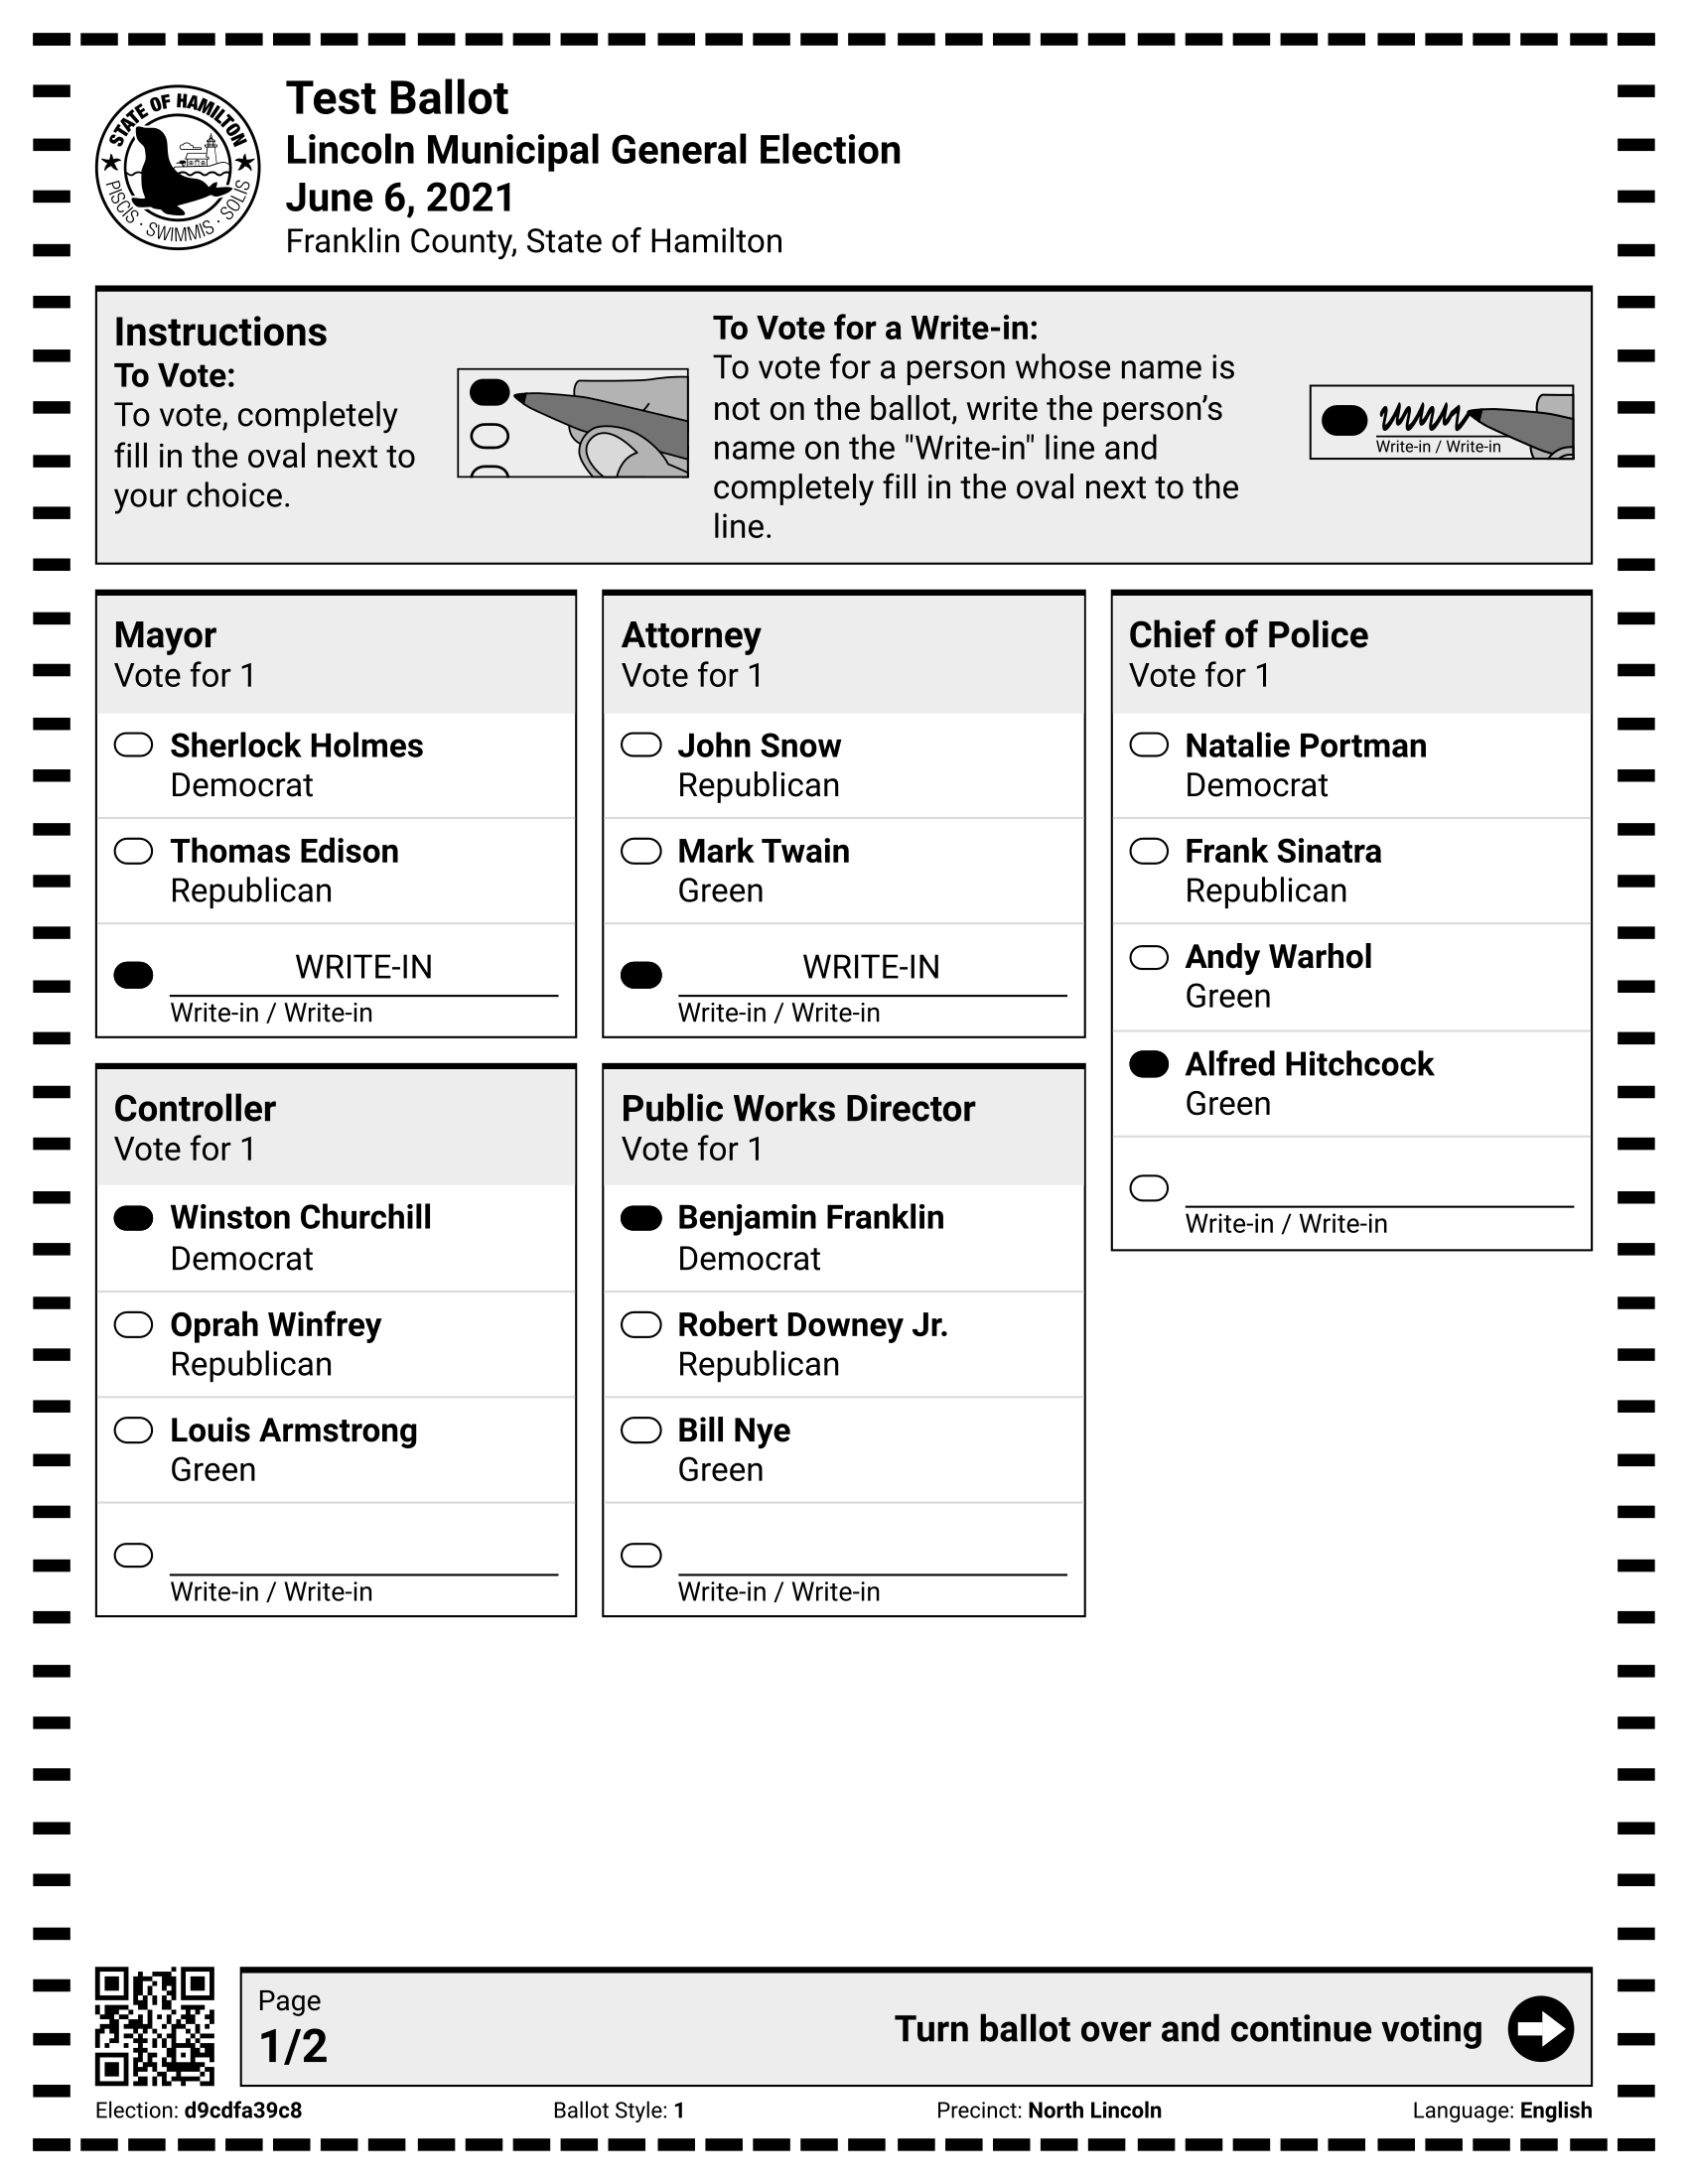 STATE OF HAMILTON
PISCIS · SWIMMIS · SOLIS
Test Ballot
Lincoln Municipal General Election
June 6, 2021
Franklin County, State of Hamilton
Instructions
To Vote:
To vote, completely
fill in the oval next to
your choice.
To Vote for a Write-in:
To vote for a person whose name is
not on the ballot, write the person’s
name on the "Write-in" line and
completely fill in the oval next to the
line.
Write-in / Write-in
Mayor
Vote for 1
Sherlock Holmes
Democrat
Thomas Edison
Republican
WRITE-IN
Write-in / Write-in
Controller
Vote for 1
Winston Churchill
Democrat
Oprah Winfrey
Republican
Louis Armstrong
Green
Write-in / Write-in
Attorney
Vote for 1
John Snow
Republican
Mark Twain
Green
WRITE-IN
Write-in / Write-in
Public Works Director
Vote for 1
Benjamin Franklin
Democrat
Robert Downey Jr.
Republican
Bill Nye
Green
Write-in / Write-in
Chief of Police
Vote for 1
Natalie Portman
Democrat
Frank Sinatra
Republican
Andy Warhol
Green
Alfred Hitchcock
Green
Write-in / Write-in
Page
1/2
Turn ballot over and continue voting
Election: d9cdfa39c8
Ballot Style: 1
Precinct: North Lincoln
Language: English